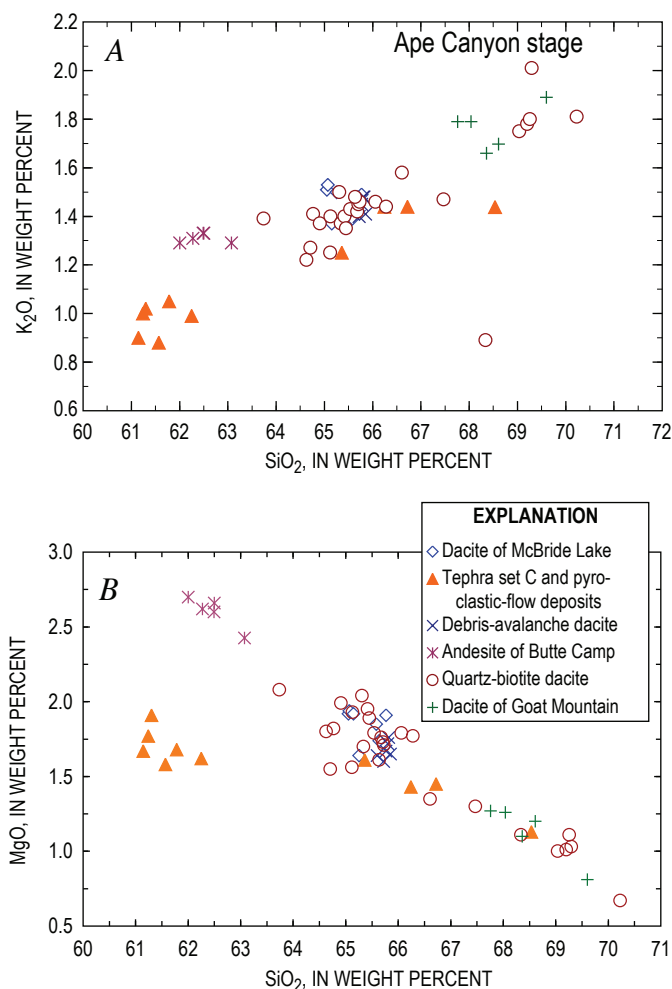 A
Ape Canyon stage
2.2
2.0
1.8
1.6
1.4
1.2
1.0
0.8
0.6
K2O, IN WEIGHT PERCENT
60 61 62 63 64 65 66 67 68 69 70 71 72
SiO2, IN WEIGHT PERCENT
B
EXPLANATION
Dacite of McBride Lake
Tephra set C and pyro-
clastic-flow deposits
Debris-avalanche dacite
Andesite of Butte Camp
Quartz-biotite dacite
Dacite of Goat Mountain
3.0
2.5
2.0
1.5
1.0
0.5
MgO, IN WEIGHT PERCENT
60 61 62 63 64 65 66 67 68 69 70 71
SiO2, IN WEIGHT PERCENT